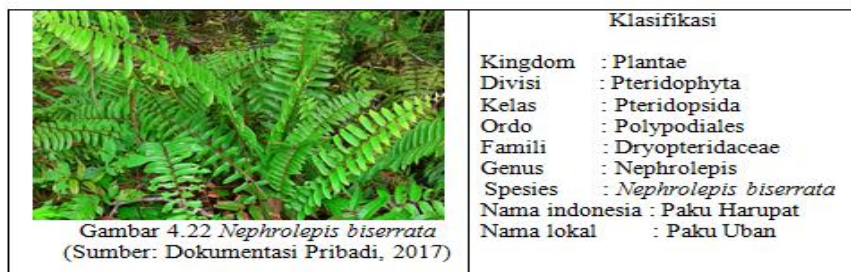 Gambar 4.22 Nephrolepis biserrata
(Sumber: Dokumentasi Pribadi, 2017)
Klasifikasi
Kingdom : Plantae
Divisi : Pteridophyta
Kelas : Pteridopsida
Ordo : Polypodiales
Famili : Dryopteridaceae
Genus : Nephrolepis
Spesies : Nephrolepis biserrata
Nama indonesia : Paku Harupat
Nama lokal : Paku Uban